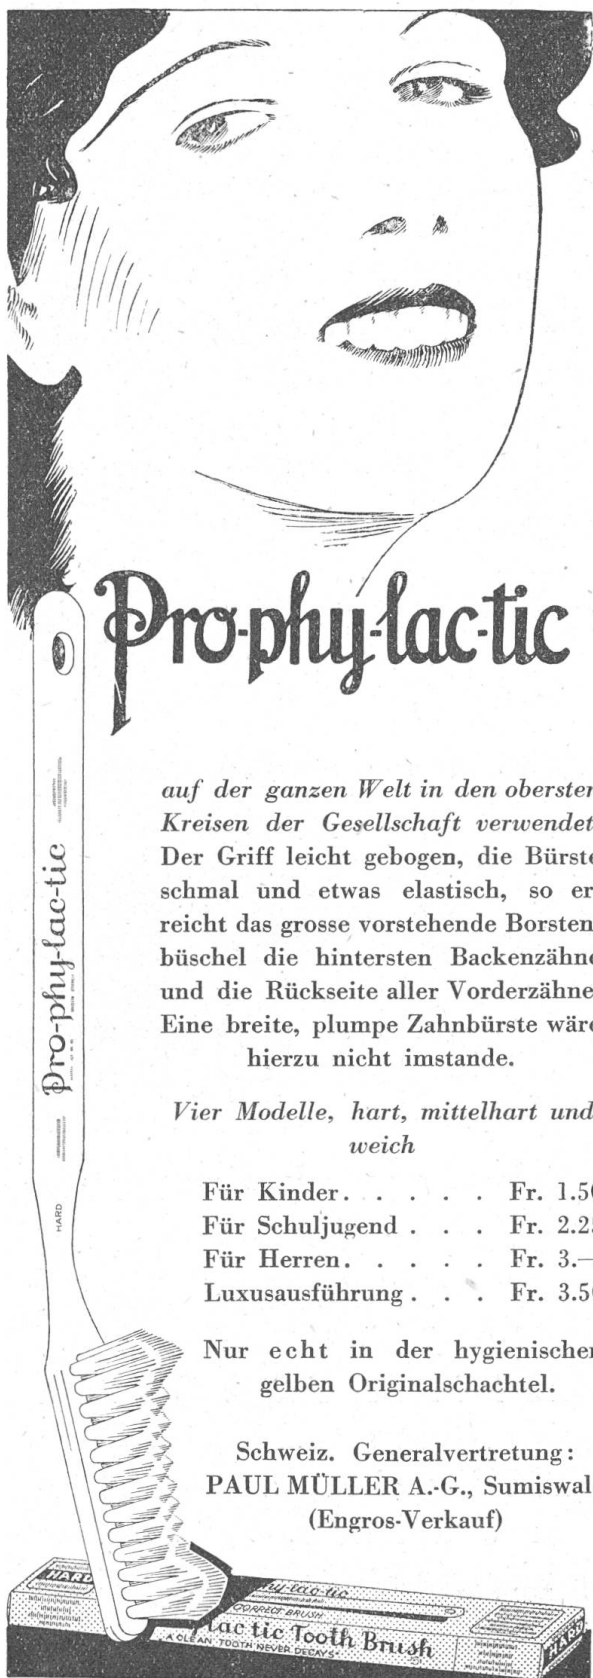 Pro-phy-lac-tic
auf der ganzen Welt in den oberster
Kreisen der Gesellschaft verwendet
Der Griff leicht gebogen, die Bürste
schmal und etwas elastisch, so er
reicht das grosse vorstehende Borsten
büschel die hintersten Backenzähne
und die Rückseite aller Vorderzähne
Eine breite, plumpe Zahnbürste wäre
hierzu nicht imstande.
Vier Modelle, hart, mittelhart und
weich
Für Kinder. . . . . Fr. 1.50
Für Schuljugend . . . Fr. 2.25
Für Herren. . . . . Fr. 3.—
Luxusausführung . . . Fr. 3.50
Nur echt in der hygienischen
gelben Originalschachtel.
Schweiz. Generalvertretung:
PAUL MÜLLER A.-G., Sumiswal
(Engros-Verkauf)
Pro-phy-lac-tic
HARD
HARD
hy-lac-tic
CORRECT BRUSH
lac tic Tooth Brush
"A CLEAN TOOTH NEVER DECAYS"
HARD